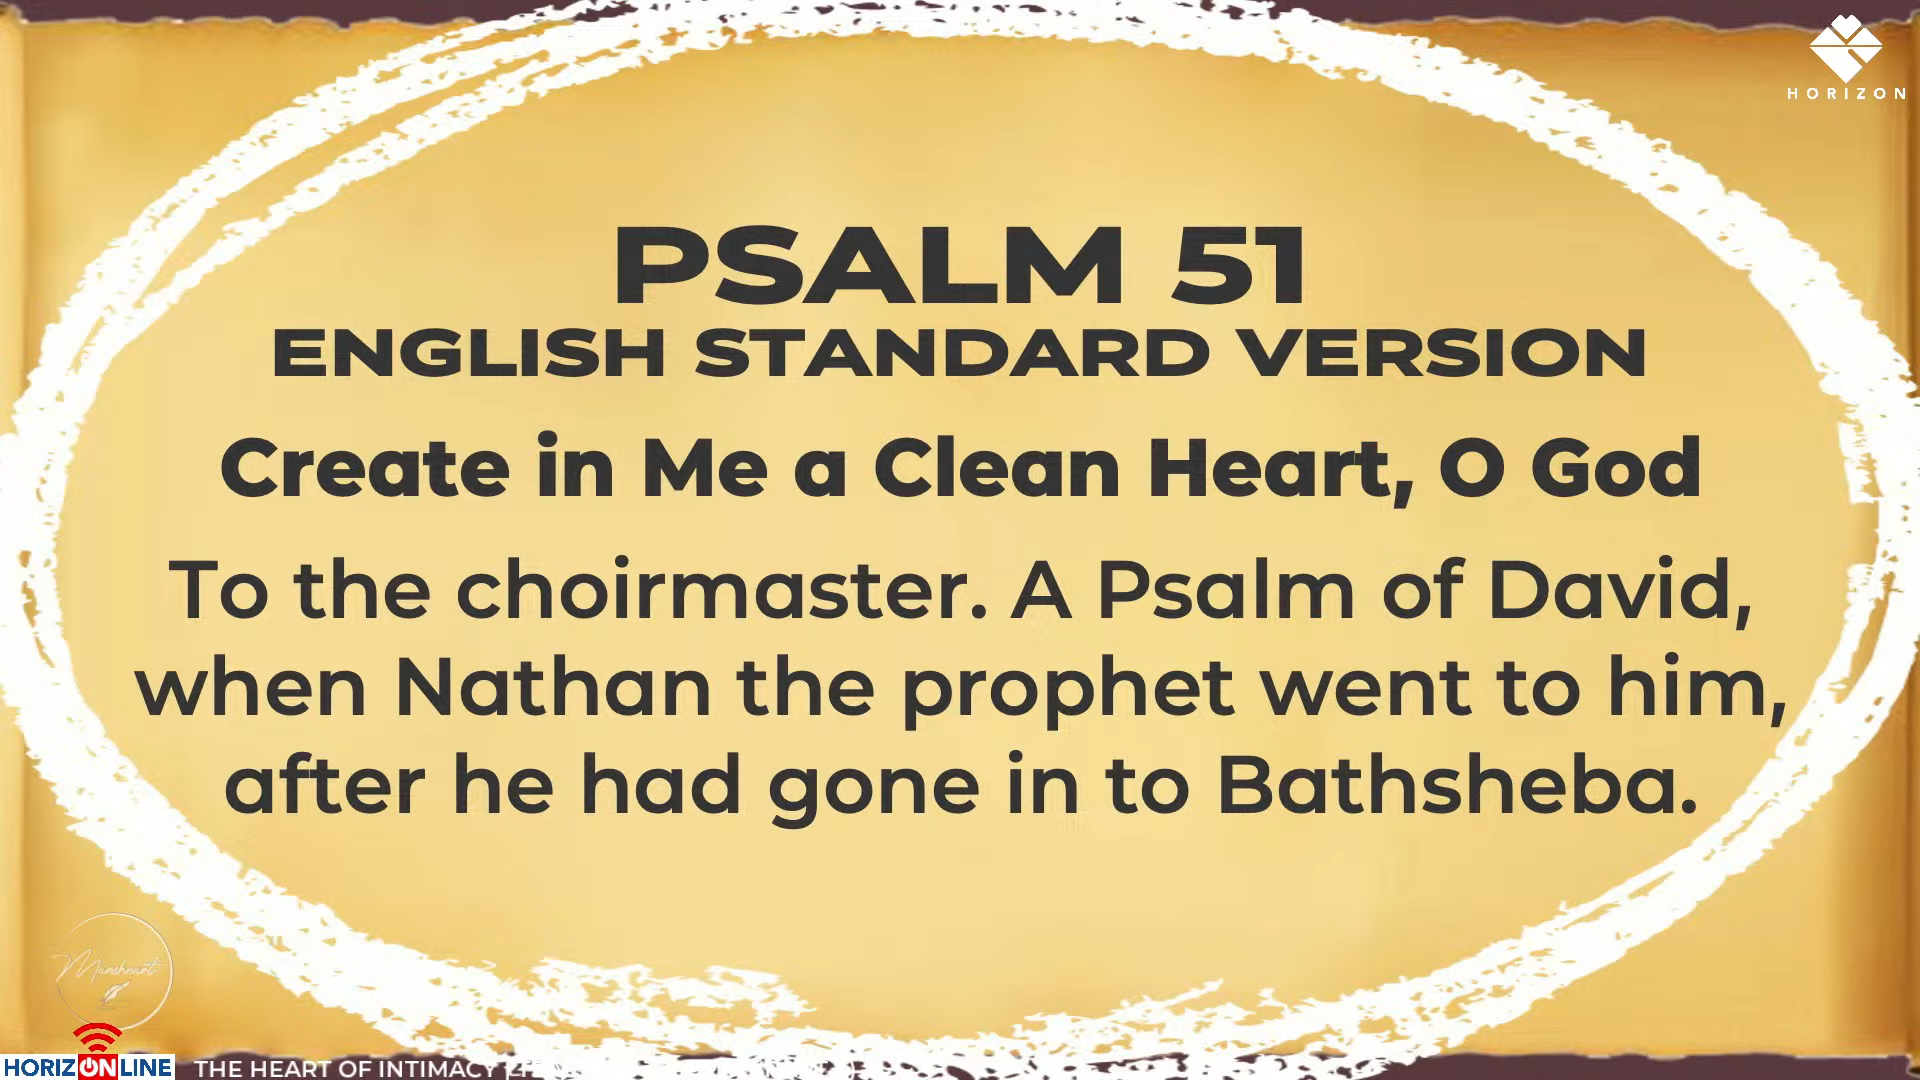 HORIZON
PSALM 51
ENGLISH STANDARD VERSION
Create in Me a Clean Heart, O God
To the choirmaster. A Psalm of David,
when Nathan the prophet went to him,
after he had gone in to Bathsheba.
HORIZONLINE
THE HEART OF INTIMACY